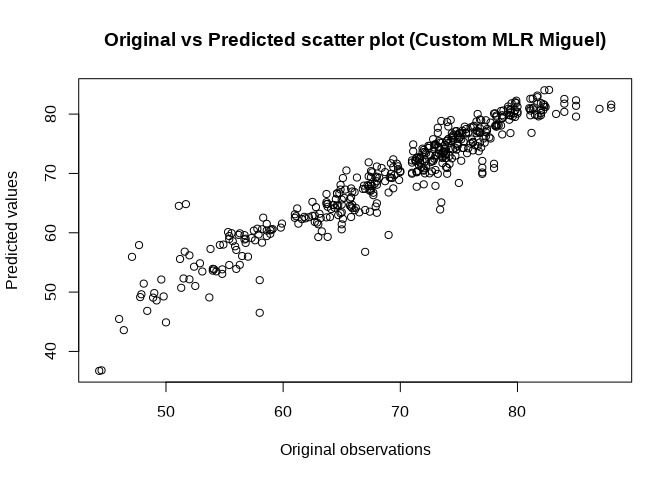 Original vs Predicted scatter plot (Custom MLR Miguel)
80
70
60
50
40
Predicted values
50 60 70 80
Original observations